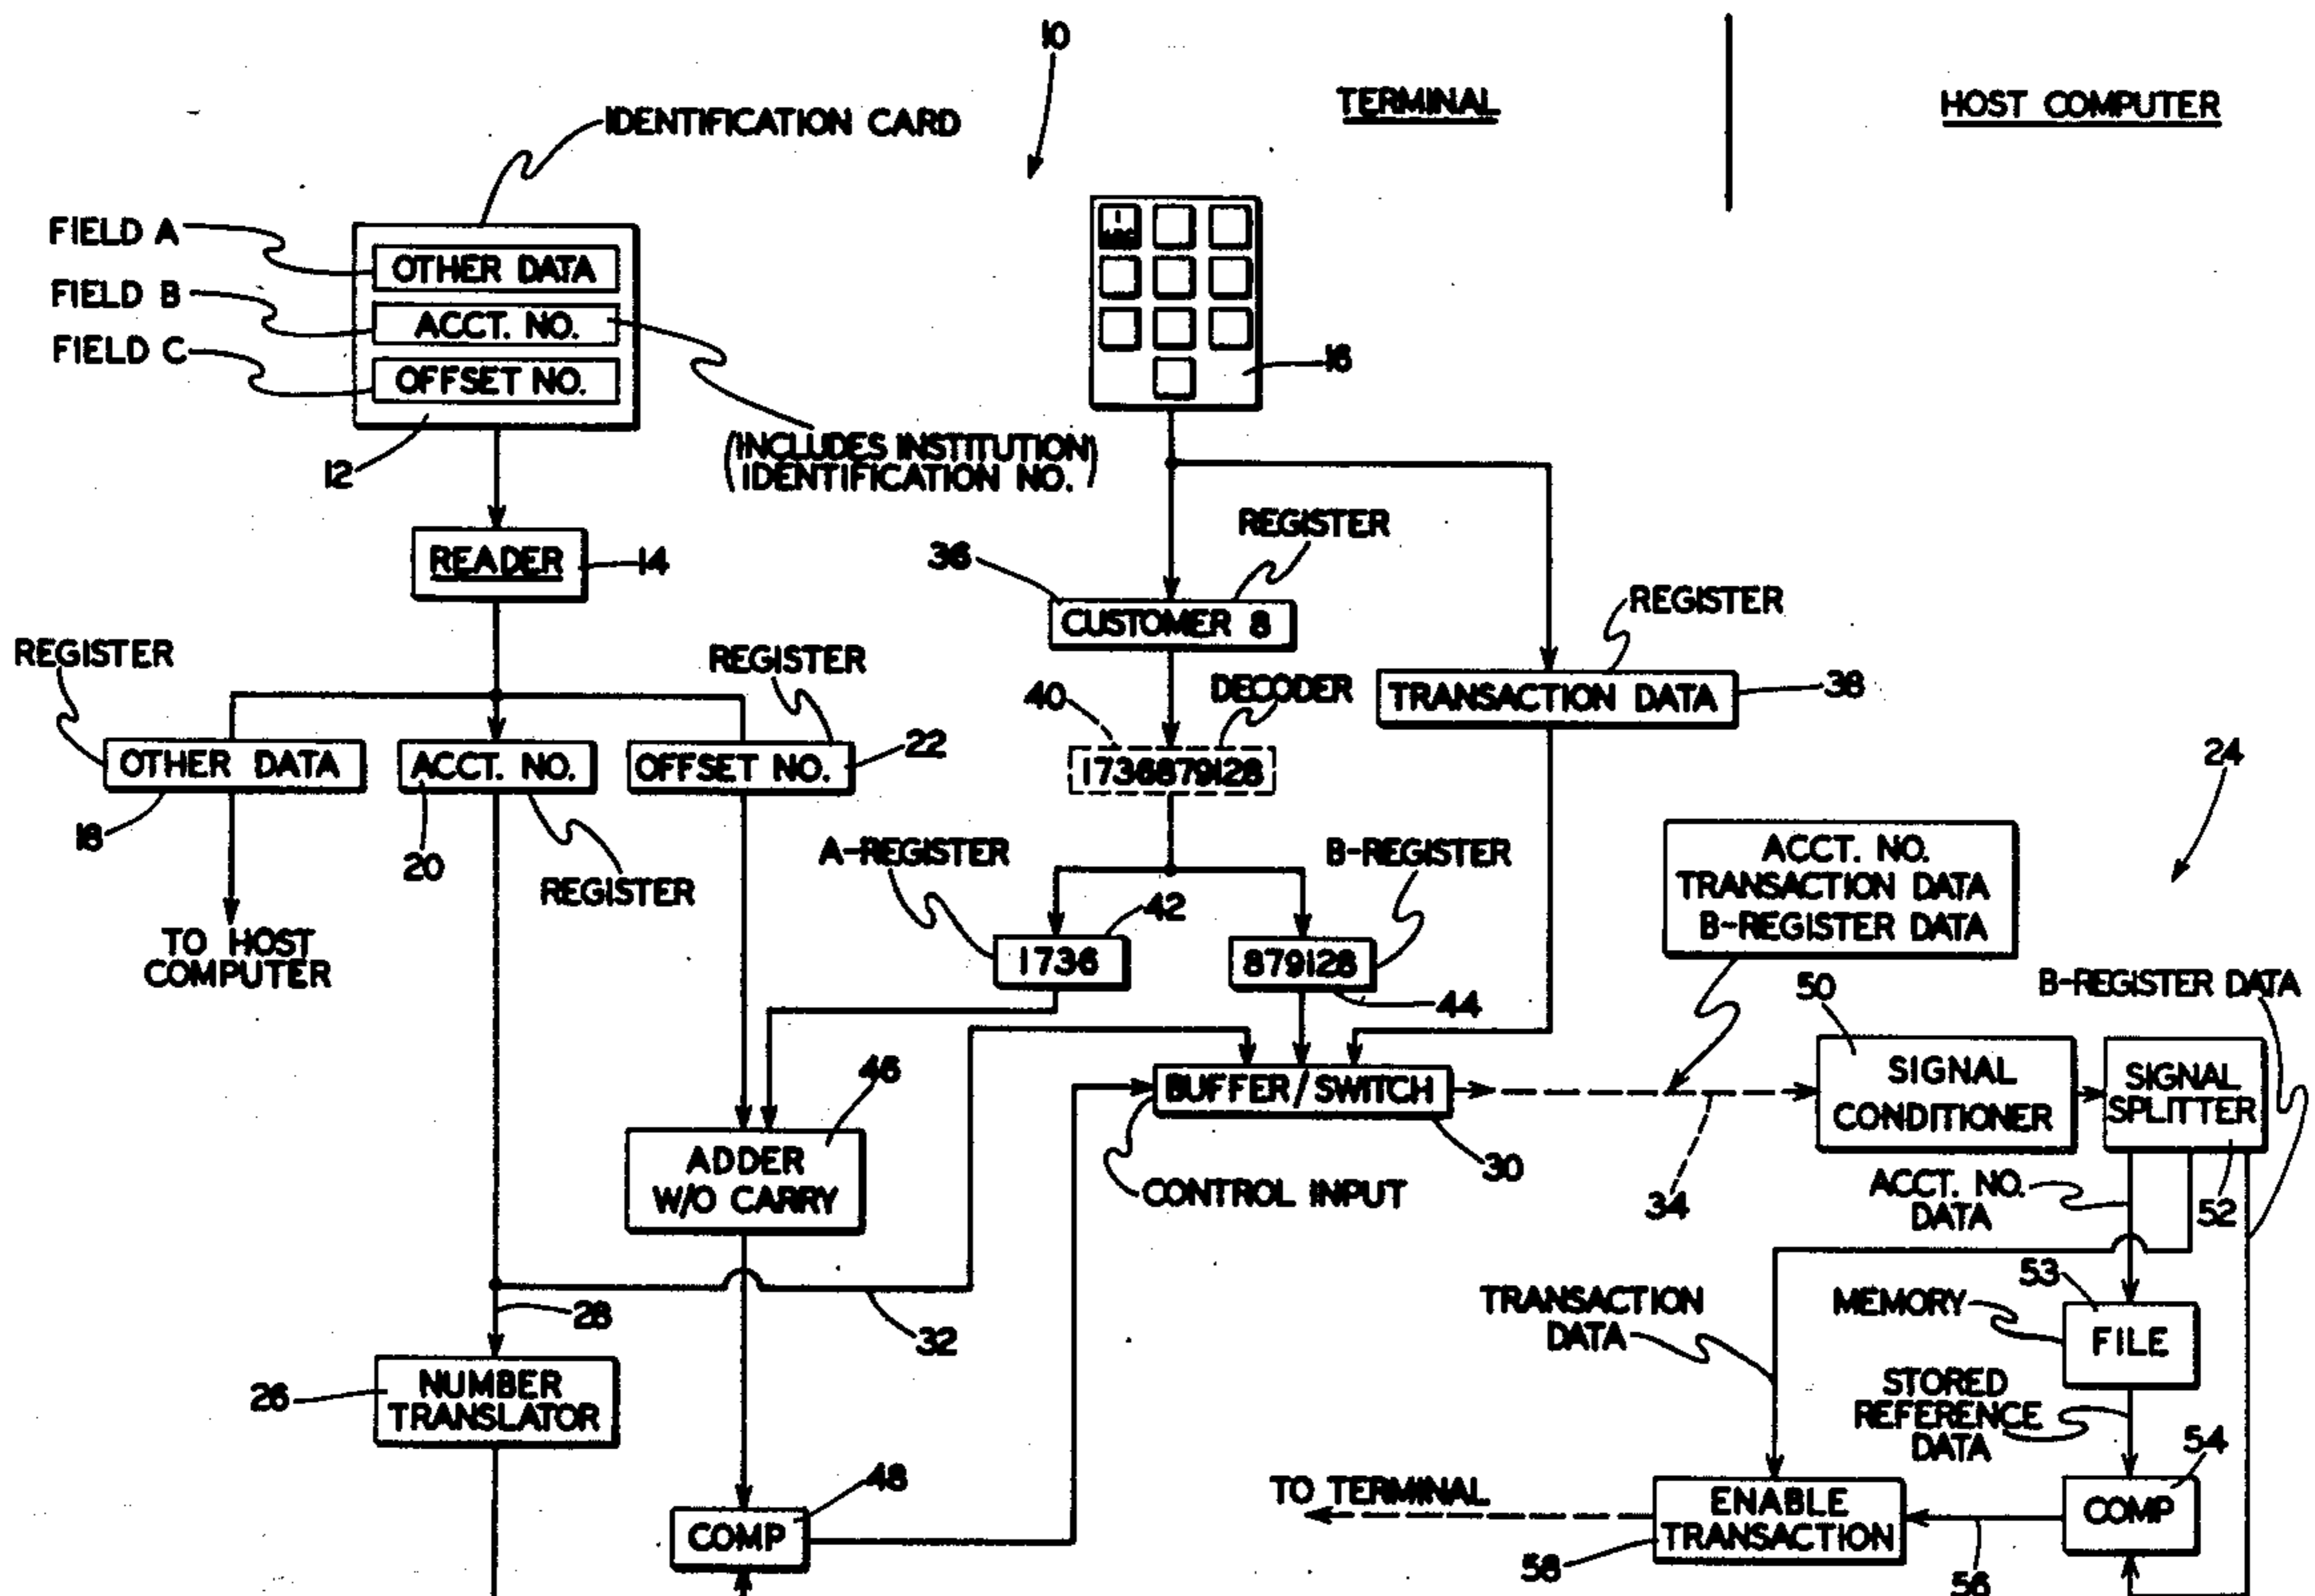 10
TERMINAL
HOST COMPUTER
IDENTIFICATION CARD
FIELD A
OTHER DATA
FIELD B
ACCT. NO.
FIELD C
OFFSET NO.
12
(INCLUDES INSTITUTION
IDENTIFICATION NO.)
1
16
READER
14
REGISTER
36
CUSTOMER 8
REGISTER
TRANSACTION DATA
38
REGISTER
REGISTER
40
DECODER
OTHER DATA
ACCT. NO.
OFFSET NO.
22
1736879128
24
18
20
REGISTER
A-REGISTER
B-REGISTER
42
ACCT. NO.
TRANSACTION DATA
B-REGISTER DATA
TO HOST
COMPUTER
1736
879128
44
50
B-REGISTER DATA
46
BUFFER/SWITCH
SIGNAL
CONDITIONER
SIGNAL
SPLITTER
ADDER
W/O CARRY
CONTROL INPUT
30
34
ACCT. NO.
DATA
52
28
32
TRANSACTION
DATA
53
MEMORY
FILE
26
NUMBER
TRANSLATOR
STORED
REFERENCE
DATA
48
54
COMP
TO TERMINAL
ENABLE
TRANSACTION
COMP
58
56